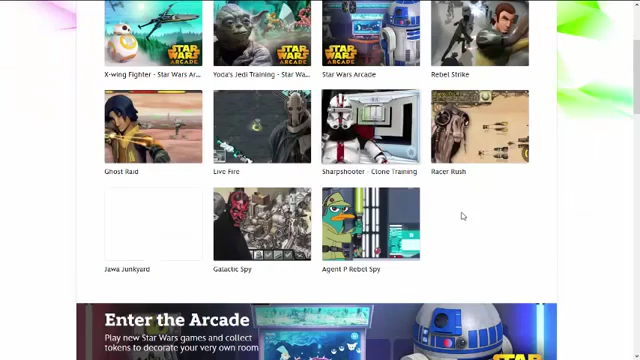 STAR WARS ARCADE
STAR WARS ARCADE
STAR WARS ARCADE
X-wing Fighter - Star Wars Ar...
Yoda's Jedi Training - Star Wa...
Star Wars Arcade
Rebel Strike
Ghost Raid
Live Fire
Sharpshooter - Clone Training
Racer Rush
Jawa Junkyard
Galactic Spy
Agent P Rebel Spy
Enter the Arcade
Play new Star Wars games and collect
tokens to decorate your very own room
STAR